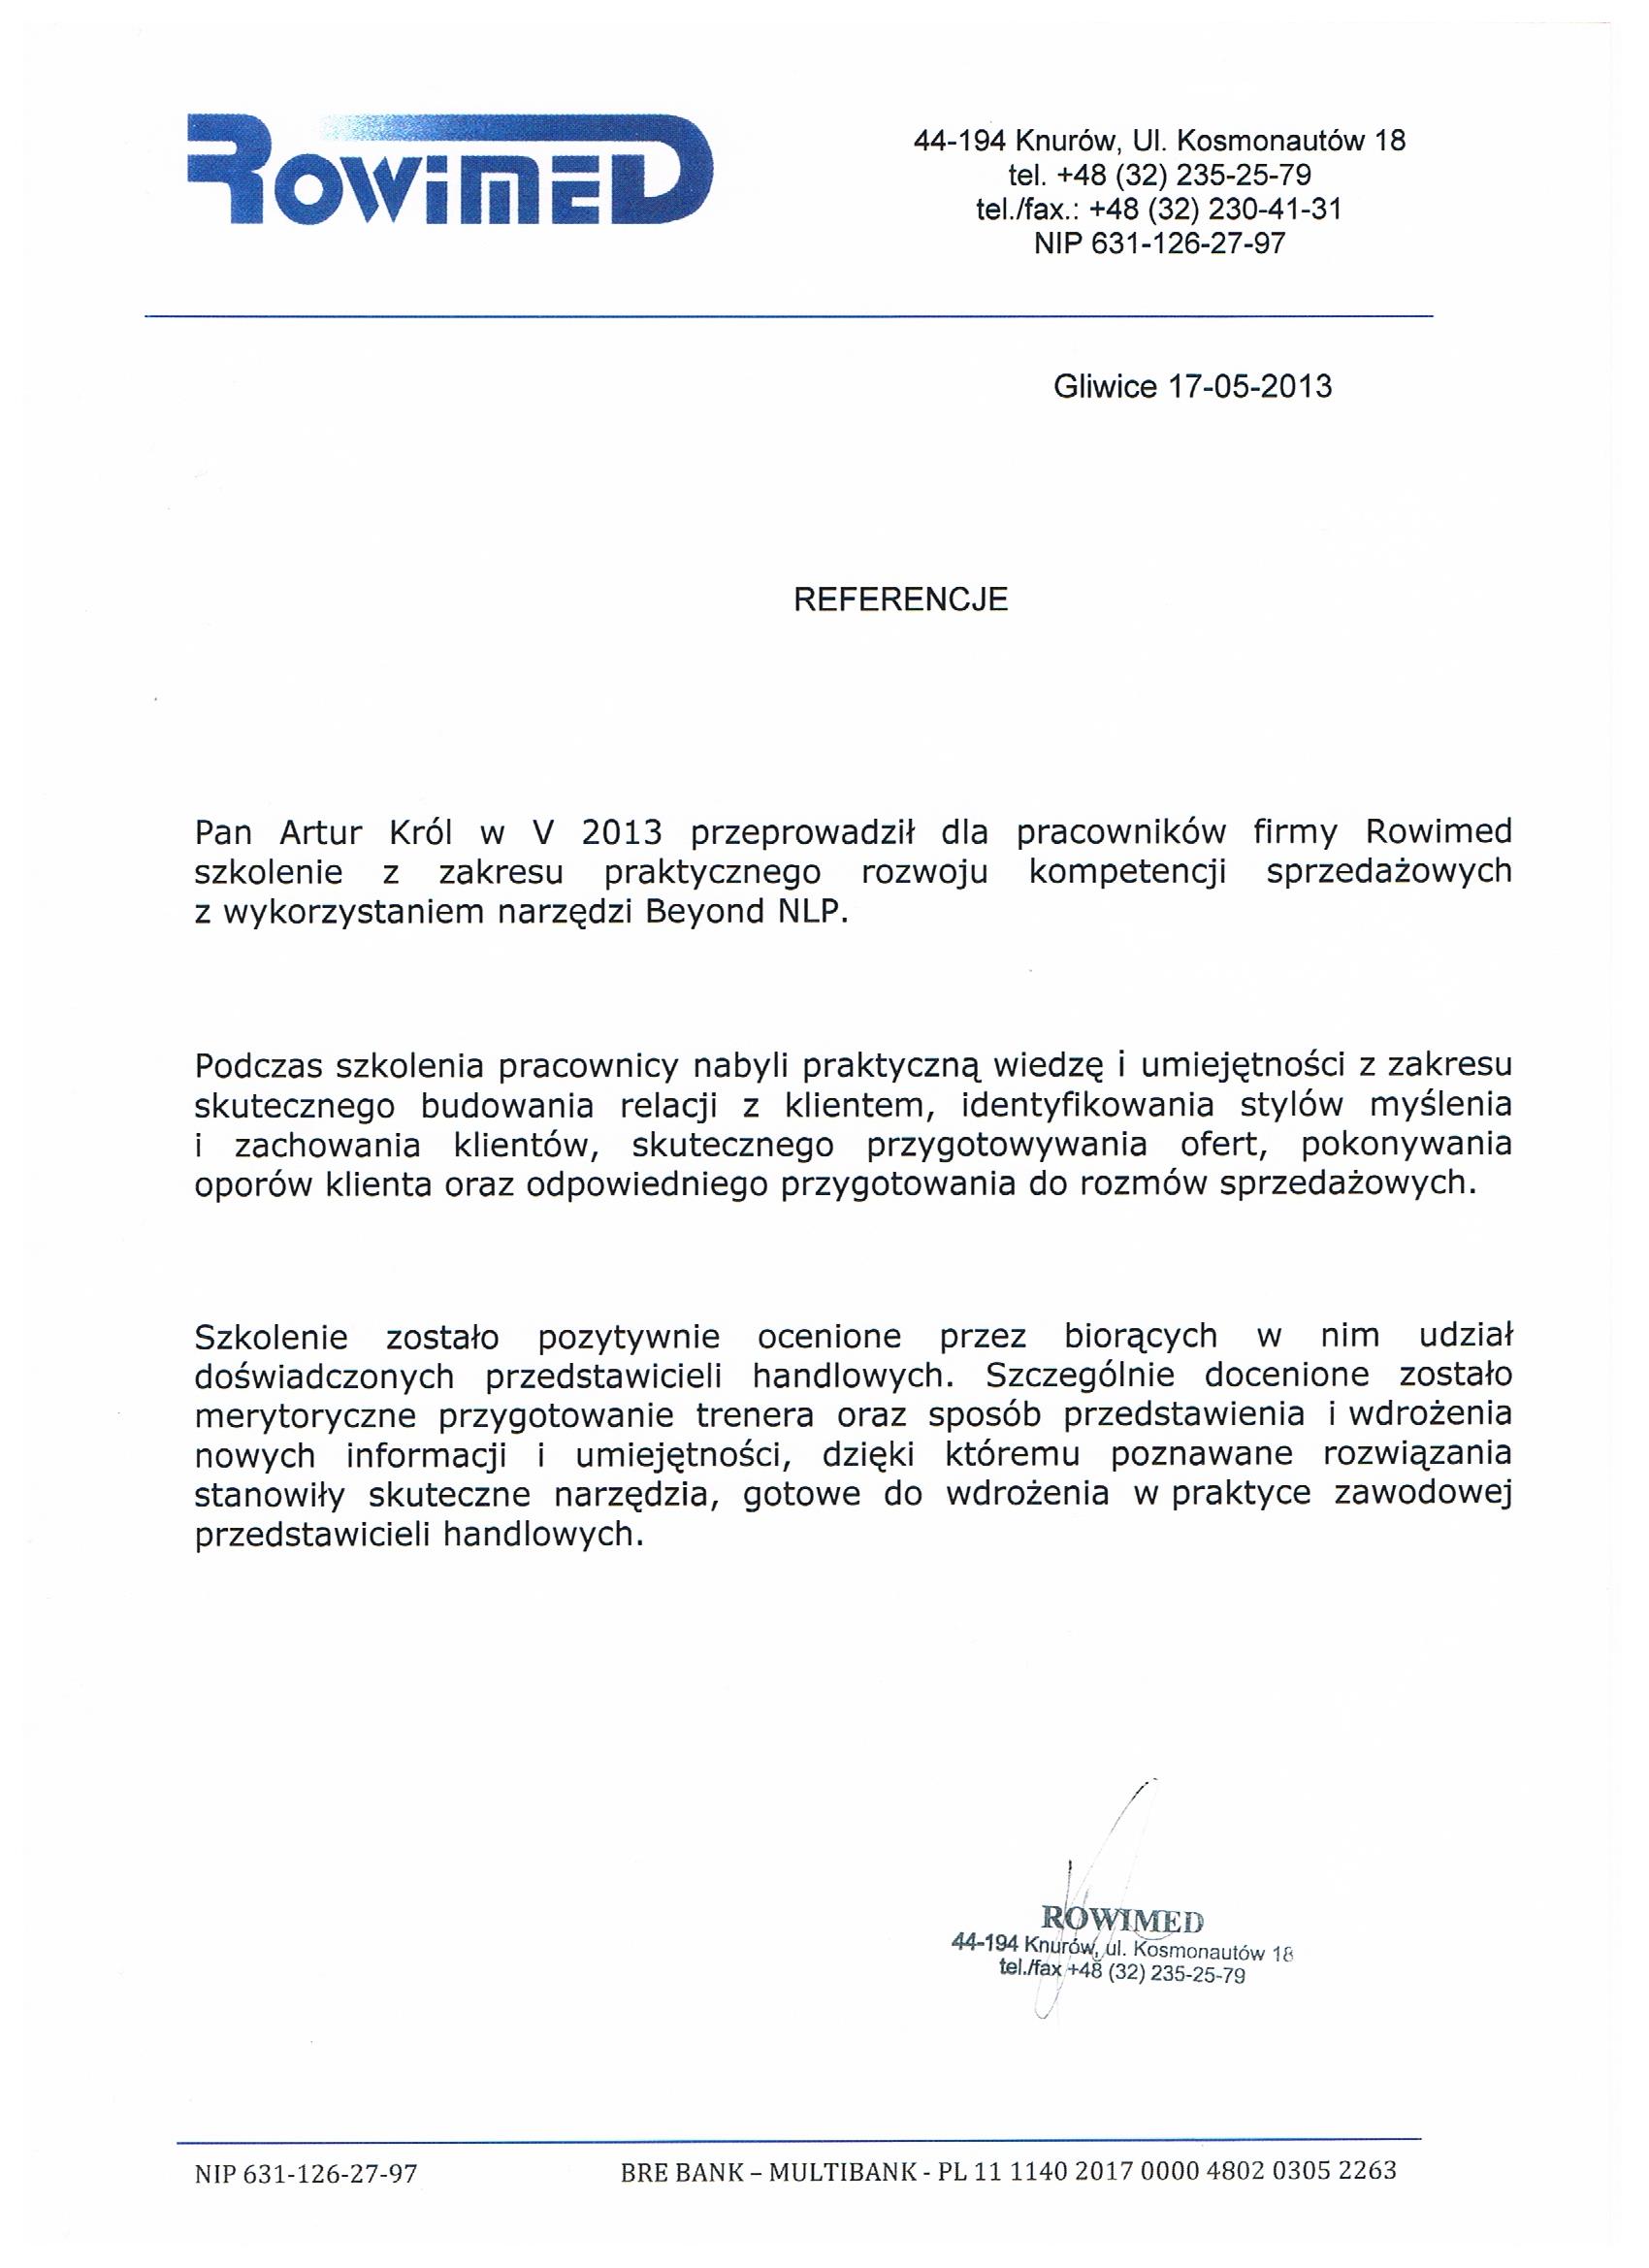 ROWIMED
44-194 Knurów, Ul. Kosmonautów 18
tel. +48 (32) 235-25-79
tel./fax.: +48 (32) 230-41-31
NIP 631-126-27-97
Gliwice 17-05-2013
REFERENCJE
Pan Artur Król w V 2013 przeprowadził dla pracowników firmy Rowimed
szkolenie z zakresu praktycznego rozwoju kompetencji sprzedażowych
z wykorzystaniem narzędzi Beyond NLP.
Podczas szkolenia pracownicy nabyli praktyczną wiedzę i umiejętności z zakresu
skutecznego budowania relacji z klientem, identyfikowania stylów myślenia
i zachowania klientów, skutecznego przygotowywania ofert, pokonywania
oporów klienta oraz odpowiedniego przygotowania do rozmów sprzedażowych.
Szkolenie zostało pozytywnie ocenione przez biorących w nim udział
doświadczonych przedstawicieli handlowych. Szczególnie docenione zostało
merytoryczne przygotowanie trenera oraz sposób przedstawienia i wdrożenia
nowych informacji i umiejętności, dzięki któremu poznawane rozwiązania
stanowiły skuteczne narzędzia, gotowe do wdrożenia w praktyce zawodowej
przedstawicieli handlowych.
ROWIMED
44-194 Knurów, ul. Kosmonautów 18
tel./fax +48 (32) 235-25-79
NIP 631-126-27-97
BRE BANK – MULTIBANK - PL 11 1140 2017 0000 4802 0305 2263